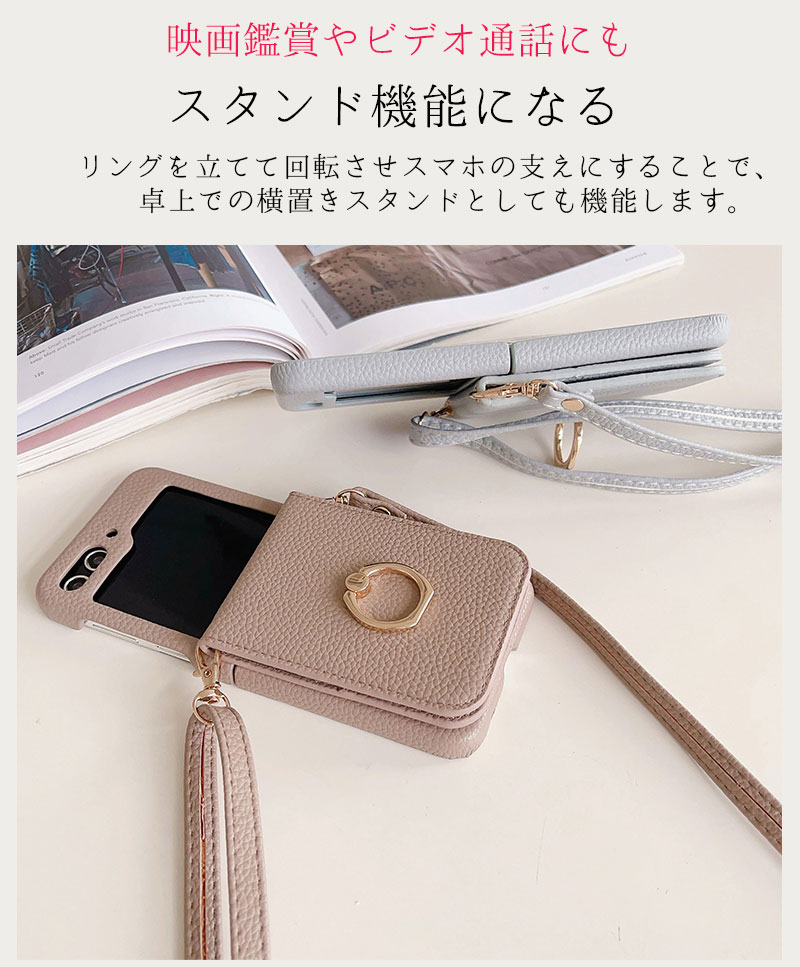 映画鑑賞やビデオ通話にも
スタンド機能になる
リングを立てて回転させスマホの支えにすることで、
卓上での横置きスタンドとしても機能します。
A.P.C.
120